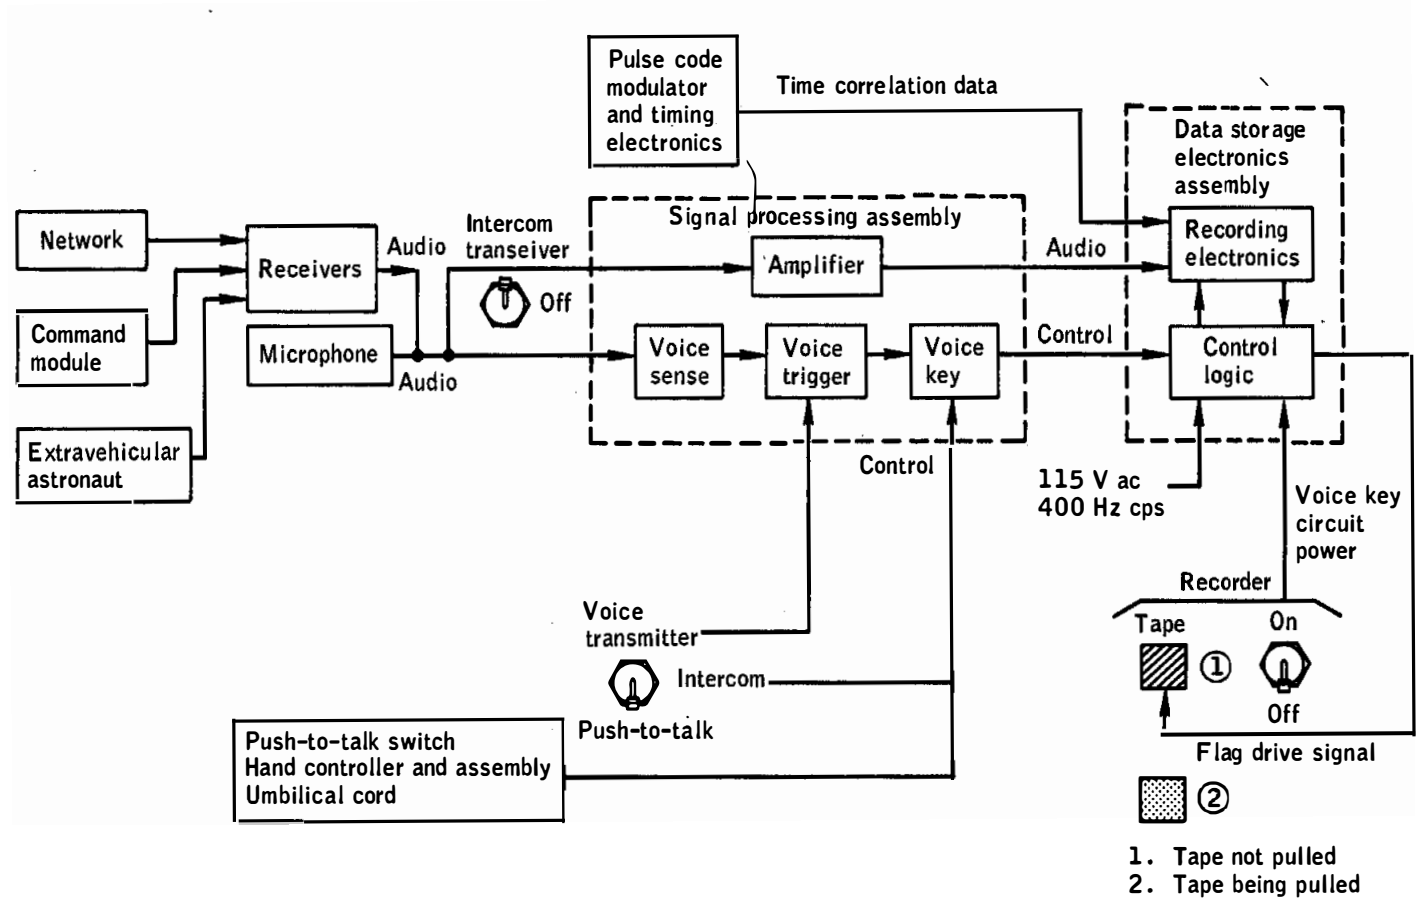 Pulse code
modulator
and timing
electronics
Time correlation data
Data storage
electronics
assembly
Network
Receivers
Audio
Intercom
transeiver
Off
Signal processing assembly
Amplifier
Audio
Recording
electronics
Command
module
Microphone
Audio
Voice
sense
Voice
trigger
Voice
key
Control
Control
logic
Extravehicular
astronaut
Control
115 V ac
400 Hz cps
Voice key
circuit
power
Recorder
Voice
transmitter
Intercom
Push-to-talk
Tape
1
On
Off
Flag drive signal
Push-to-talk switch
Hand controller and assembly
Umbilical cord
2
1. Tape not pulled
2. Tape being pulled